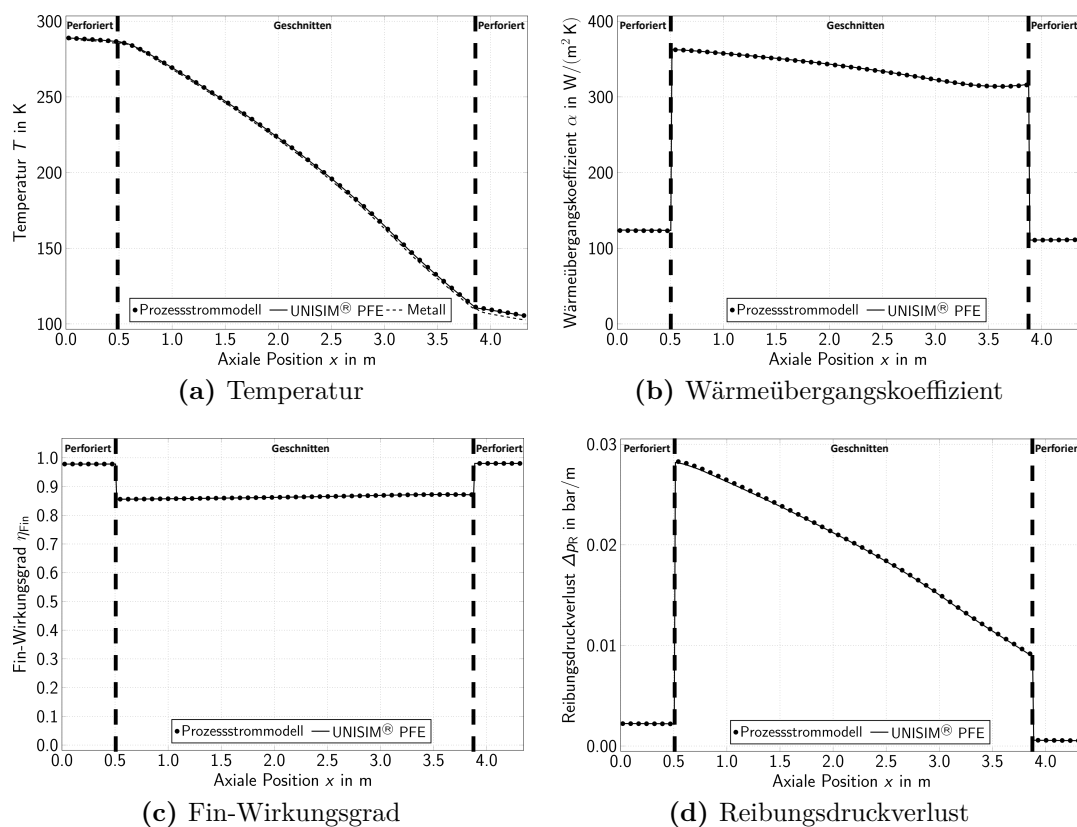 Perforiert Geschnitten Perforiert
300
250
200
150
100
Temperatur T in K
Prozessstrommodell UNISIM® PFE Metall
0.0 0.5 1.0 1.5 2.0 2.5 3.0 3.5 4.0
Axiale Position x in m
(a) Temperatur
Perforiert Geschnitten Perforiert
400
300
200
100
0
Wärmeübergangskoeffizient α in W/(m² K)
Prozessstrommodell UNISIM® PFE
0.0 0.5 1.0 1.5 2.0 2.5 3.0 3.5 4.0
Axiale Position x in m
(b) Wärmeübergangskoeffizient
Perforiert Geschnitten Perforiert
1.0
0.9
0.8
0.7
0.6
0.5
0.4
0.3
0.2
0.1
0.0
Fin-Wirkungsgrad ηFin
Prozessstrommodell UNISIM® PFE
0.0 0.5 1.0 1.5 2.0 2.5 3.0 3.5 4.0
Axiale Position x in m
(c) Fin-Wirkungsgrad
Perforiert Geschnitten Perforiert
0.03
0.02
0.01
0.00
Reibungsdruckverlust ΔpR in bar/m
Prozessstrommodell UNISIM® PFE
0.0 0.5 1.0 1.5 2.0 2.5 3.0 3.5 4.0
Axiale Position x in m
(d) Reibungsdruckverlust